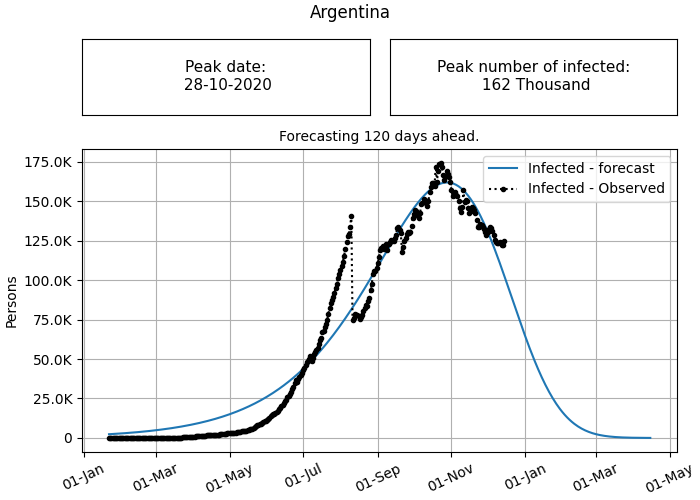 Argentina
Peak date:
28-10-2020
Peak number of infected:
162 Thousand
Forecasting 120 days ahead.
Infected - forecast
Infected - Observed
Persons
175.0K
150.0K
125.0K
100.0K
75.0K
50.0K
25.0K
0
01-Jan
01-Mar
01-May
01-Jul
01-Sep
01-Nov
01-Jan
01-Mar
01-May